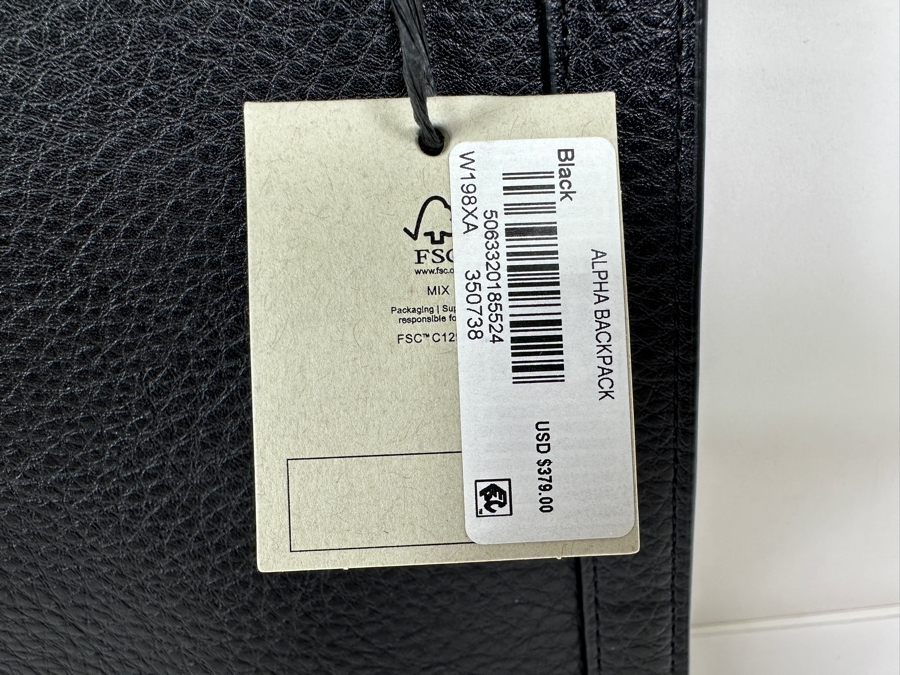 FSC
www.fsc.o
MIX
Packaging | Sup
responsible fo
FSC™ C12
ALPHA BACKPACK
Black
5063320185524
W198XA 350738
USD $379.00